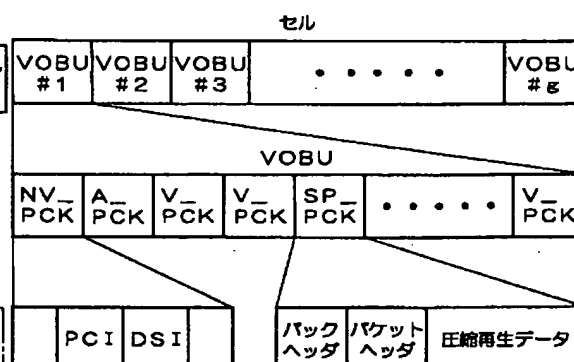 セル
VOBU #1 VOBU #2 VOBU #3 ・・・・・ VOBU #g
VOBU
NV_PCK A_PCK V_PCK V_PCK SP_PCK ・・・・・ V_PCK
PCI DSI パックヘッダ パケットヘッダ 圧縮再生データ